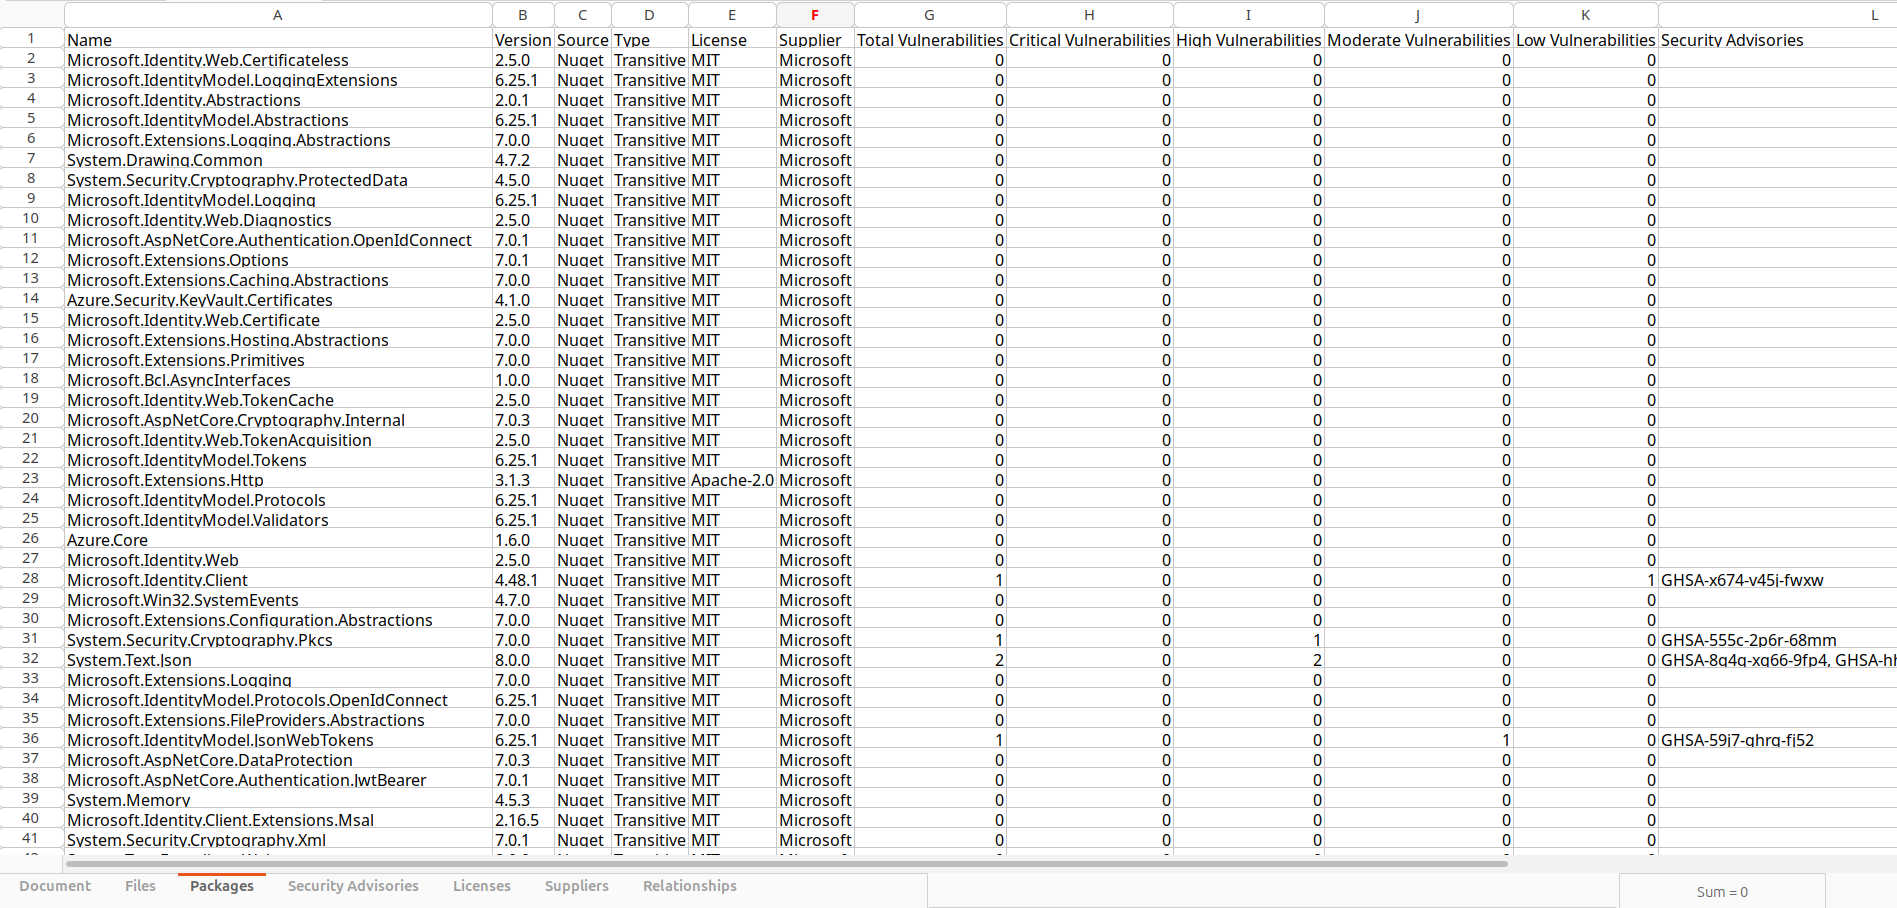 A B C D E F G H I J K L
1 Name Version Source Type License Supplier Total Vulnerabilities Critical Vulnerabilities High Vulnerabilities Moderate Vulnerabilities Low Vulnerabilities Security Advisories
2 Microsoft.Identity.Web.Certificateless 2.5.0 Nuget Transitive MIT Microsoft 0 0 0 0 0
3 Microsoft.IdentityModel.LoggingExtensions 6.25.1 Nuget Transitive MIT Microsoft 0 0 0 0 0
4 Microsoft.Identity.Abstractions 2.0.1 Nuget Transitive MIT Microsoft 0 0 0 0 0
5 Microsoft.IdentityModel.Abstractions 6.25.1 Nuget Transitive MIT Microsoft 0 0 0 0 0
6 Microsoft.Extensions.Logging.Abstractions 7.0.0 Nuget Transitive MIT Microsoft 0 0 0 0 0
7 System.Drawing.Common 4.7.2 Nuget Transitive MIT Microsoft 0 0 0 0 0
8 System.Security.Cryptography.ProtectedData 4.5.0 Nuget Transitive MIT Microsoft 0 0 0 0 0
9 Microsoft.IdentityModel.Logging 6.25.1 Nuget Transitive MIT Microsoft 0 0 0 0 0
10 Microsoft.Identity.Web.Diagnostics 2.5.0 Nuget Transitive MIT Microsoft 0 0 0 0 0
11 Microsoft.AspNetCore.Authentication.OpenIdConnect 7.0.1 Nuget Transitive MIT Microsoft 0 0 0 0 0
12 Microsoft.Extensions.Options 7.0.1 Nuget Transitive MIT Microsoft 0 0 0 0 0
13 Microsoft.Extensions.Caching.Abstractions 7.0.0 Nuget Transitive MIT Microsoft 0 0 0 0 0
14 Azure.Security.KeyVault.Certificates 4.1.0 Nuget Transitive MIT Microsoft 0 0 0 0 0
15 Microsoft.Identity.Web.Certificate 2.5.0 Nuget Transitive MIT Microsoft 0 0 0 0 0
16 Microsoft.Extensions.Hosting.Abstractions 7.0.0 Nuget Transitive MIT Microsoft 0 0 0 0 0
17 Microsoft.Extensions.Primitives 7.0.0 Nuget Transitive MIT Microsoft 0 0 0 0 0
18 Microsoft.Bcl.AsyncInterfaces 1.0.0 Nuget Transitive MIT Microsoft 0 0 0 0 0
19 Microsoft.Identity.Web.TokenCache 2.5.0 Nuget Transitive MIT Microsoft 0 0 0 0 0
20 Microsoft.AspNetCore.Cryptography.Internal 7.0.3 Nuget Transitive MIT Microsoft 0 0 0 0 0
21 Microsoft.Identity.Web.TokenAcquisition 2.5.0 Nuget Transitive MIT Microsoft 0 0 0 0 0
22 Microsoft.IdentityModel.Tokens 6.25.1 Nuget Transitive MIT Microsoft 0 0 0 0 0
23 Microsoft.Extensions.Http 3.1.3 Nuget Transitive Apache-2.0 Microsoft 0 0 0 0 0
24 Microsoft.IdentityModel.Protocols 6.25.1 Nuget Transitive MIT Microsoft 0 0 0 0 0
25 Microsoft.IdentityModel.Validators 6.25.1 Nuget Transitive MIT Microsoft 0 0 0 0 0
26 Azure.Core 1.6.0 Nuget Transitive MIT Microsoft 0 0 0 0 0
27 Microsoft.Identity.Web 2.5.0 Nuget Transitive MIT Microsoft 0 0 0 0 0
28 Microsoft.Identity.Client 4.48.1 Nuget Transitive MIT Microsoft 1 0 0 0 1 GHSA-x674-v45j-fwxw
29 Microsoft.Win32.SystemEvents 4.7.0 Nuget Transitive MIT Microsoft 0 0 0 0 0
30 Microsoft.Extensions.Configuration.Abstractions 7.0.0 Nuget Transitive MIT Microsoft 0 0 0 0 0
31 System.Security.Cryptography.Pkcs 7.0.0 Nuget Transitive MIT Microsoft 1 0 1 0 0 GHSA-555c-2p6r-68mm
32 System.Text.Json 8.0.0 Nuget Transitive MIT Microsoft 2 0 2 0 0 GHSA-8g4q-xg66-9fp4,
33 Microsoft.Extensions.Logging 7.0.0 Nuget Transitive MIT Microsoft 0 0 0 0 0
34 Microsoft.IdentityModel.Protocols.OpenIdConnect 6.25.1 Nuget Transitive MIT Microsoft 0 0 0 0 0
35 Microsoft.Extensions.FileProviders.Abstractions 7.0.0 Nuget Transitive MIT Microsoft 0 0 0 0 0
36 Microsoft.IdentityModel.JsonWebTokens 6.25.1 Nuget Transitive MIT Microsoft 1 0 0 1 0 GHSA-59j7-ghrg-fj52
37 Microsoft.AspNetCore.DataProtection 7.0.3 Nuget Transitive MIT Microsoft 0 0 0 0 0
38 Microsoft.AspNetCore.Authentication.JwtBearer 7.0.1 Nuget Transitive MIT Microsoft 0 0 0 0 0
39 System.Memory 4.5.3 Nuget Transitive MIT Microsoft 0 0 0 0 0
40 Microsoft.Identity.Client.Extensions.Msal 2.16.5 Nuget Transitive MIT Microsoft 0 0 0 0 0
41 System.Security.Cryptography.Xml 7.0.1 Nuget Transitive MIT Microsoft 0 0 0 0 0
Document Files Packages Security Advisories Licenses Suppliers Relationships Sum = 0